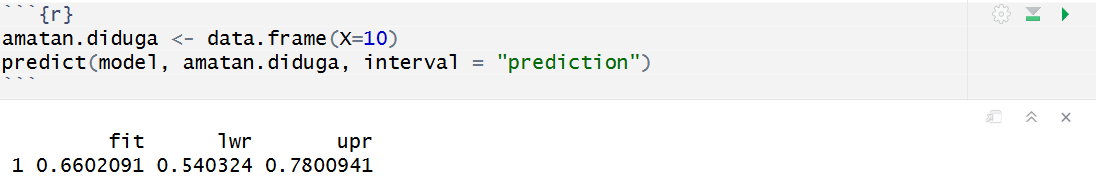 ```{r}
amatan.diduga <- data.frame(X=10)
predict(model, amatan.diduga, interval = "prediction")
```
fit lwr upr
1 0.6602091 0.540324 0.7800941